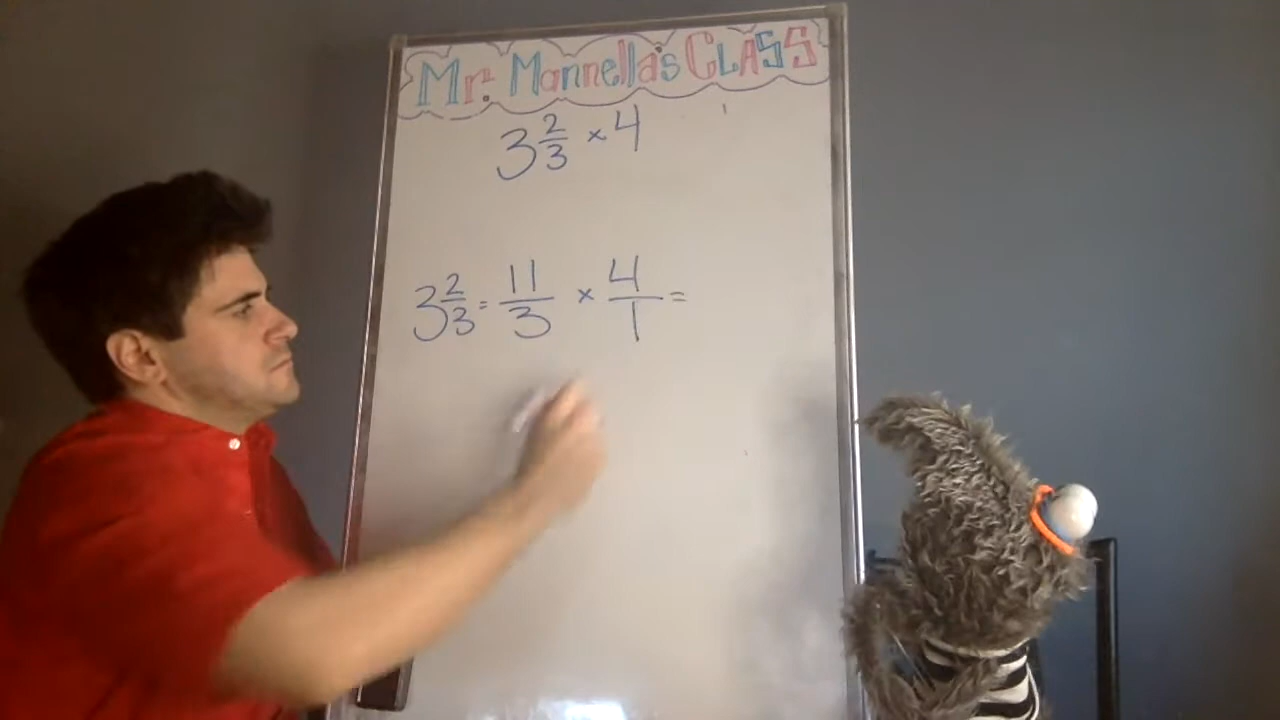 Mr. Mannella's CLASS
3 2/3 × 4
3 2/3 = 11/3 × 4/1 =